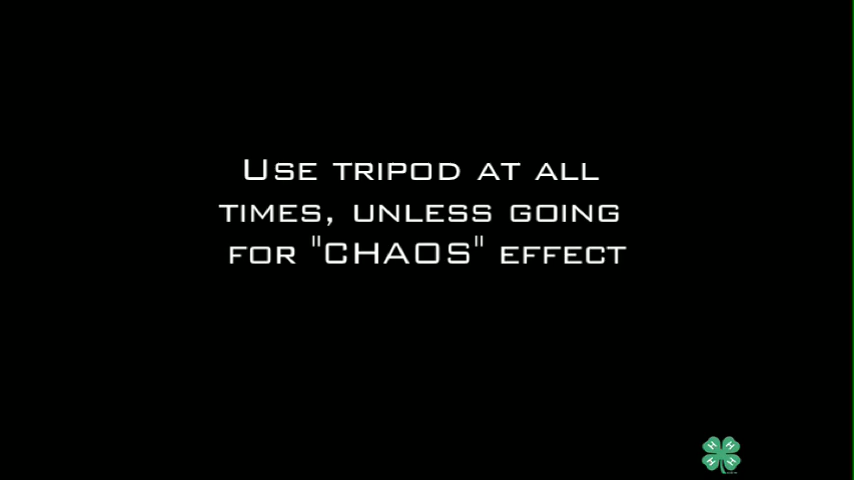 Use tripod at all
times, unless going
for "CHAOS" effect
H H
H H